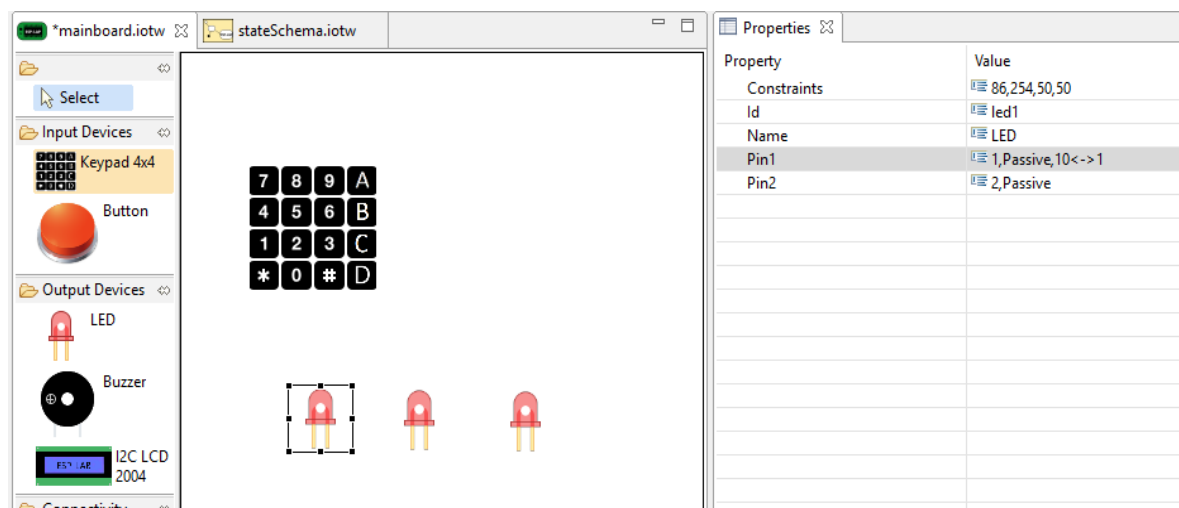 *mainboard.iotw
stateSchema.iotw
Properties
Select
Input Devices
Keypad 4x4
Button
Output Devices
LED
Buzzer
I2C LCD
2004
7 8 9 A
4 5 6 B
1 2 3 C
* 0 # D
Property Value
Constraints 86,254,50,50
Id led1
Name LED
Pin1 1,Passive,10<->1
Pin2 2,Passive